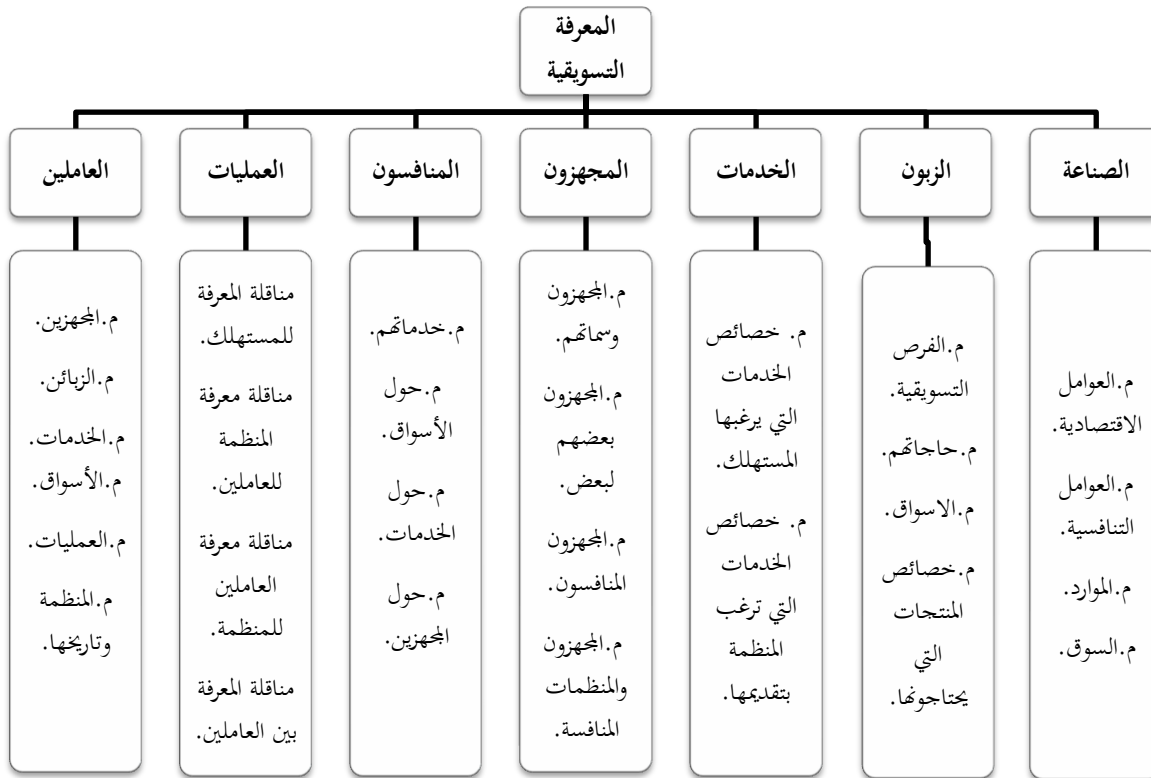 المعرفة
التسويقية
الصناعة
الزبون
الخدمات
المجهزون
المنافسون
العمليات
العاملين
م.العوامل
الاقتصادية.
م.العوامل
التنافسية.
م.الموارد.
م.السوق.
م.الفرص
التسويقية.
م.حاجاتهم.
م.الاسواق.
م.خصائص
المنتجات
التي
يحتاجونها.
م. خصائص
الخدمات
التي يرغبها
المستهلك.
م. خصائص
الخدمات
التي ترغب
المنظمة
بتقديمها.
م.المجهزون
وسماتهم.
م.المجهزون
بعضهم
لبعض.
م.المجهزون
المنافسون.
م.المجهزون
والمنظمات
المنافسة.
م.خدماتهم.
م.حول
الأسواق.
م.حول
الخدمات.
م.حول
المجهزين.
مناقلة المعرفة
للمستهلك.
مناقلة معرفة
المنظمة
للعاملين.
مناقلة معرفة
العاملين
للمنظمة.
مناقلة المعرفة
بين العاملين.
م.المجهزين.
م.الزبائن.
م.الخدمات.
م.الأسواق.
م.العمليات.
م.المنظمة
وتاريخها.